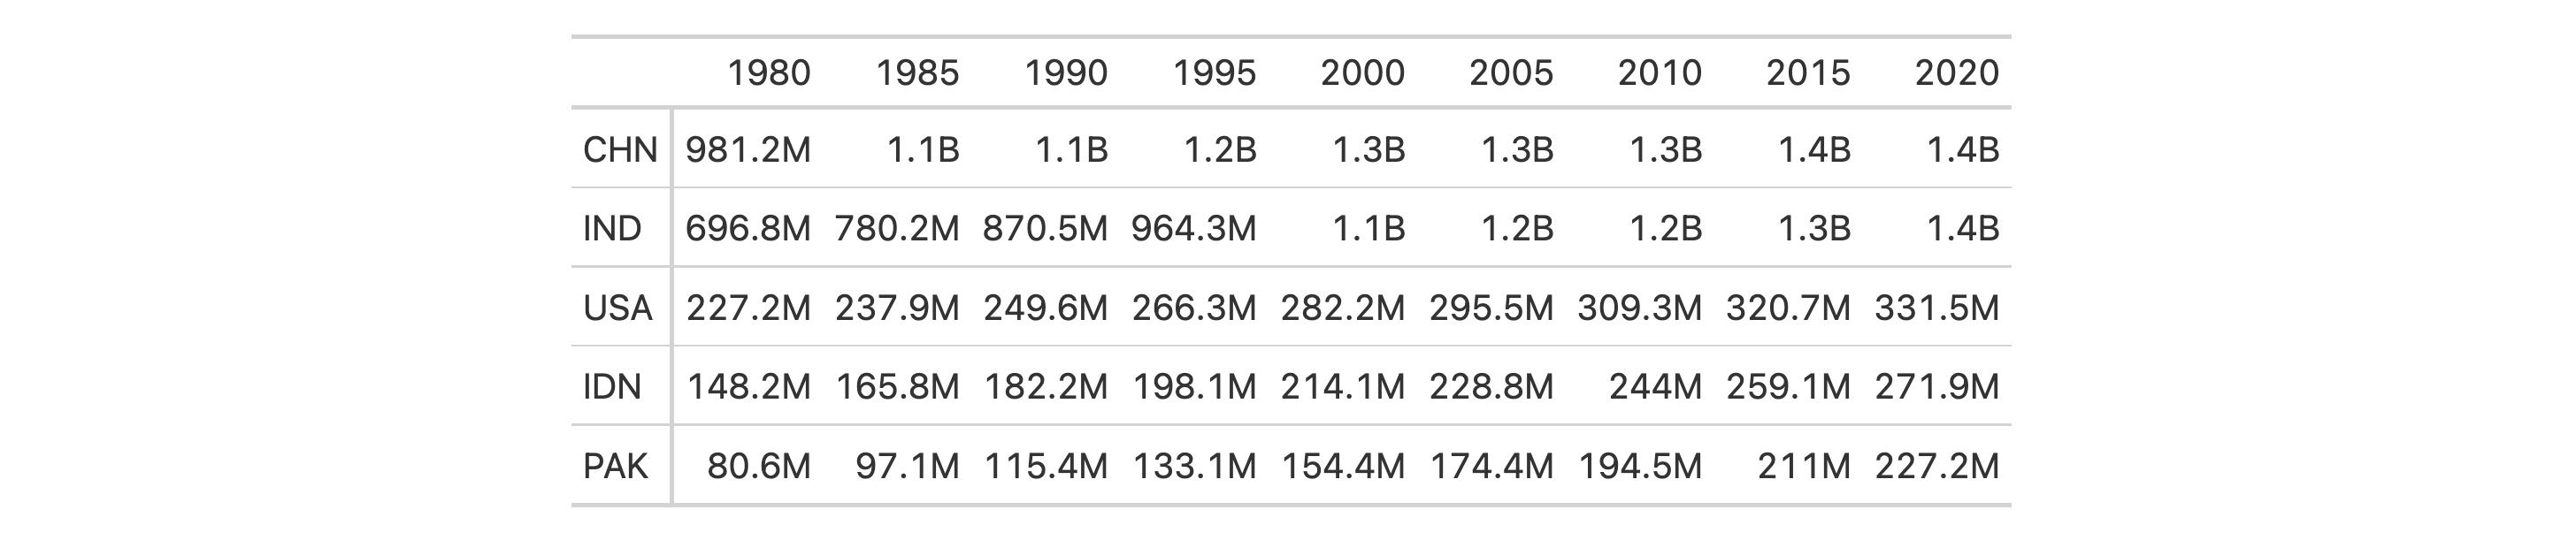 1980 1985 1990 1995 2000 2005 2010 2015 2020
CHN 981.2M 1.1B 1.1B 1.2B 1.3B 1.3B 1.3B 1.4B 1.4B
IND 696.8M 780.2M 870.5M 964.3M 1.1B 1.2B 1.2B 1.3B 1.4B
USA 227.2M 237.9M 249.6M 266.3M 282.2M 295.5M 309.3M 320.7M 331.5M
IDN 148.2M 165.8M 182.2M 198.1M 214.1M 228.8M 244M 259.1M 271.9M
PAK 80.6M 97.1M 115.4M 133.1M 154.4M 174.4M 194.5M 211M 227.2M